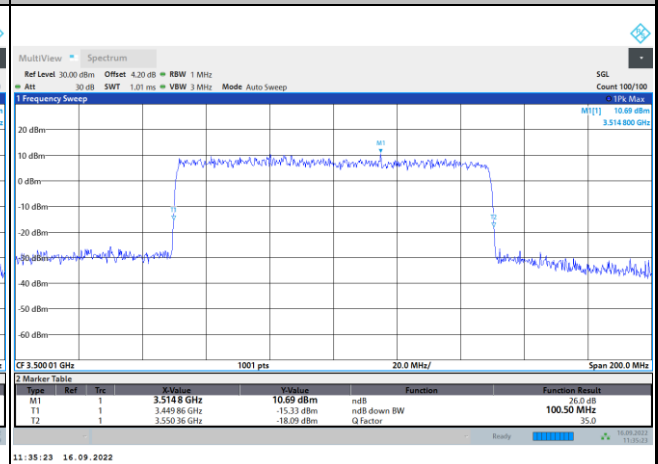 MultiView Spectrum
Ref Level 30.00 dBm Offset 4.20 dB RBW 1 MHz SGL
Att 30 dB SWT 1.01 ms VBW 3 MHz Mode Auto Sweep Count 100/100
1 Frequency Sweep 1Pk Max
M1[1] 10.69 dBm
3.514 800 GHz
20 dBm
M1
10 dBm
0 dBm
-10 dBm
T1
T2
-20 dBm
-30 dBm
-40 dBm
-50 dBm
-60 dBm
CF 3.500 01 GHz 1001 pts 20.0 MHz/ Span 200.0 MHz
2 Marker Table
Type Ref Trc X-Value Y-Value Function Function Result
M1 1 3.514 8 GHz 10.69 dBm ndB 26.0 dB
T1 1 3.449 86 GHz -15.33 dBm ndB down BW 100.50 MHz
T2 1 3.550 36 GHz -18.09 dBm Q Factor 35.0
Ready 16.09.2022
11:35:23
11:35:23 16.09.2022